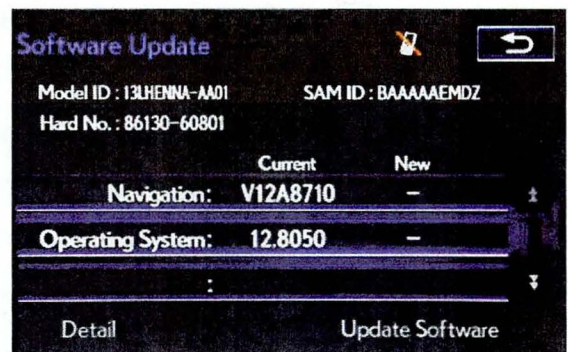 Software Update
Model ID : 13LHENNA-AA01 SAM ID : BAAAAAEMDZ
Hard No. : 86130-60801
Current New
Navigation: V12A8710 –
Operating System: 12.8050 –
:
Detail Update Software